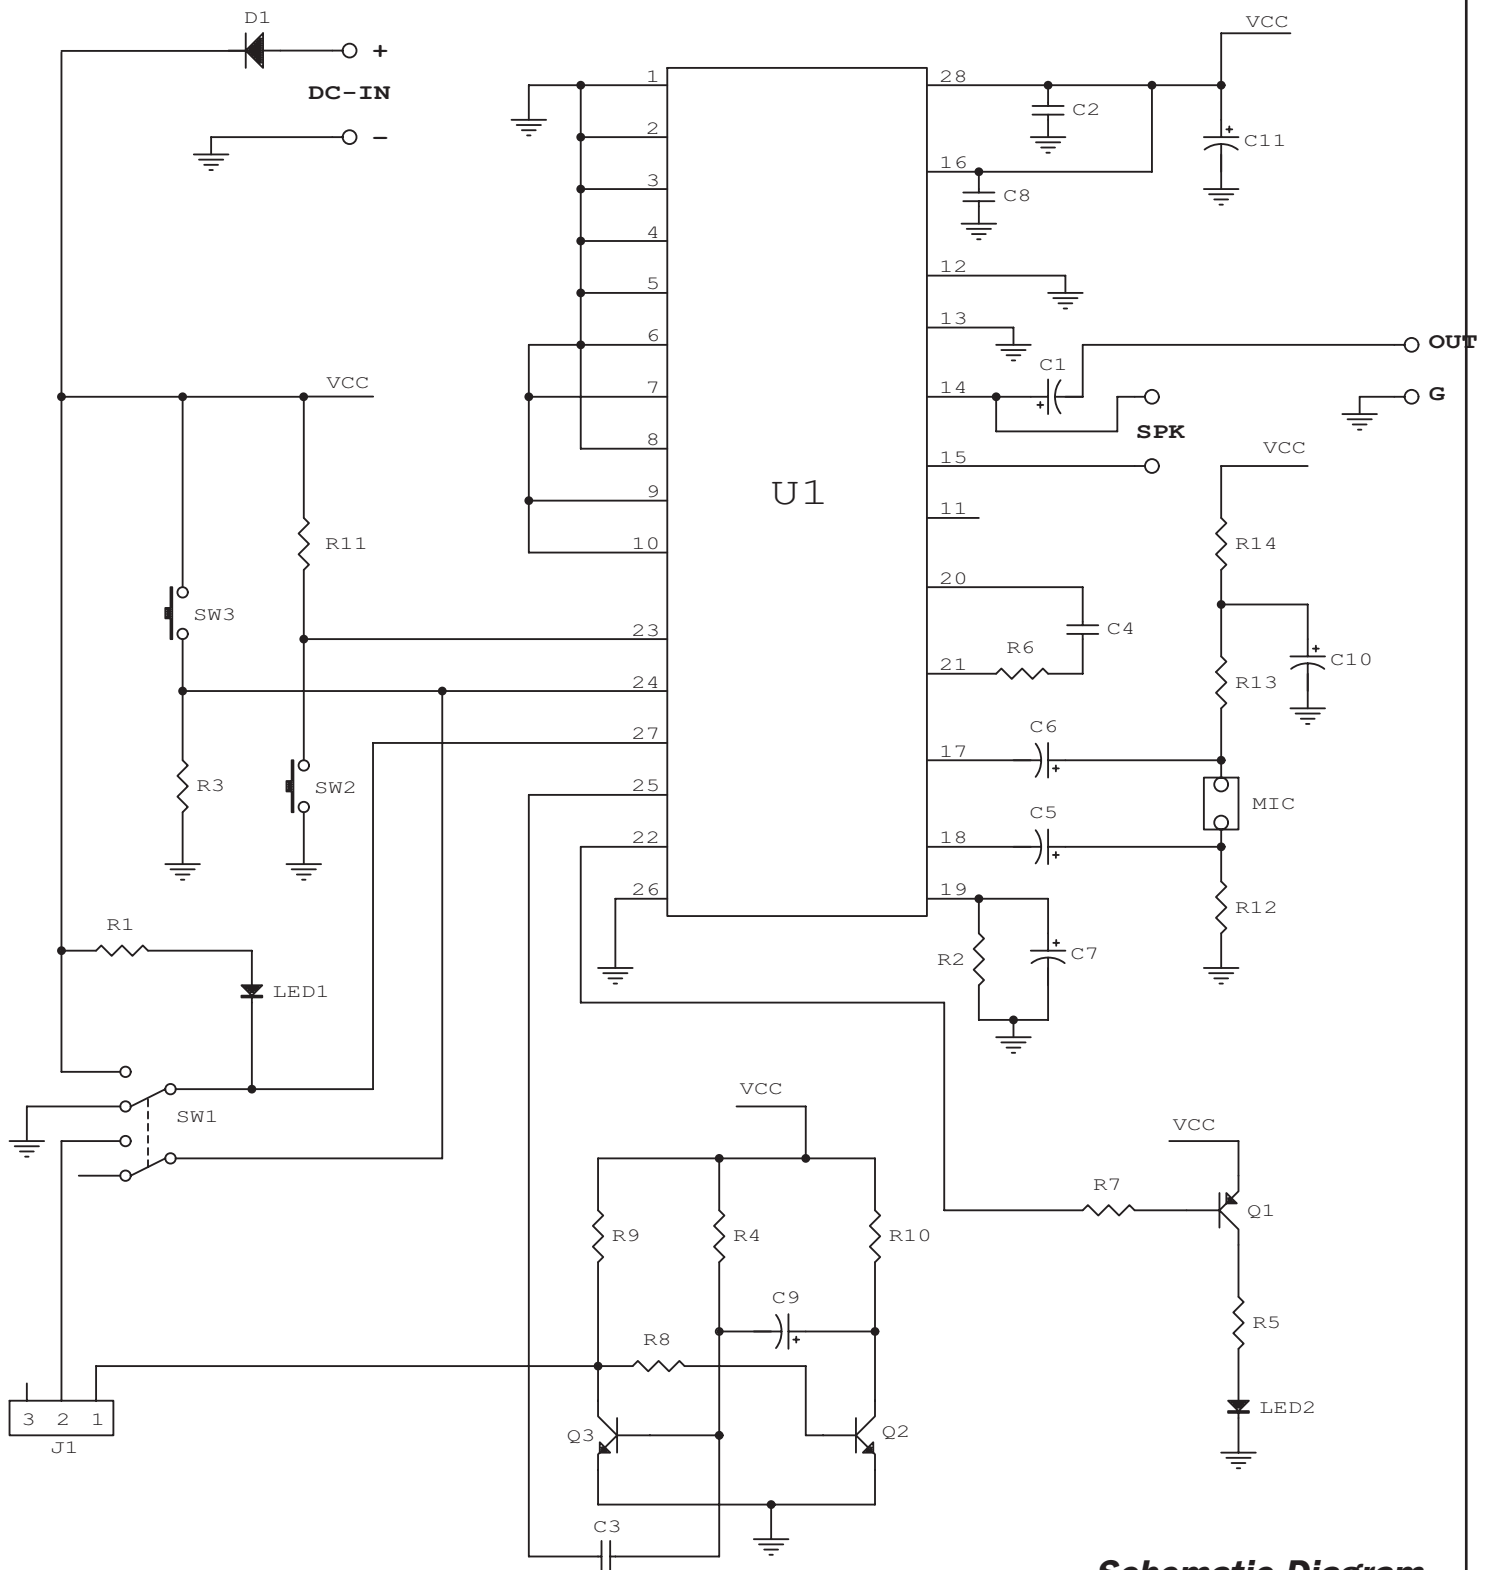 D1
VCC
+
DC-IN
−
1
28
C2
2
C11
16
3
C8
4
12
5
13
6
C1
OUT
VCC
7
14
G
SPK
8
VCC
15
9
U1
11
10
R11
R14
20
SW3
23
C4
R6
21
C10
24
R13
27
C6
17
R3
SW2
25
MIC
C5
22
18
26
19
R12
R1
R2
C7
LED1
VCC
SW1
VCC
R7
Q1
R9
R4
R10
C9
R5
R8
LED2
3 2 1
Q3
Q2
J1
C3
Schematic Diagram